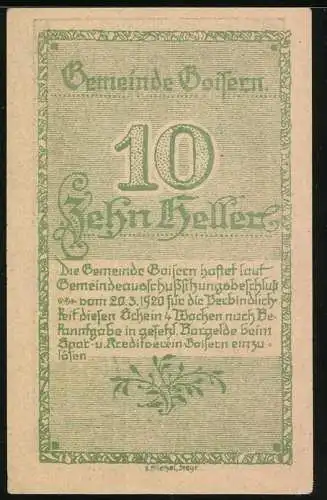 Gemeinde Goisern.
10
Zehn Heller
Die Gemeinde Goisern haftet laut
Gemeindeausschußsitzungsbeschluß
vom 20.3.1920 für die Verbindlich-
keit diesen Schein 4 Wochen nach Be-
kanntgabe in gesetzl. Bargelde beim
Spar- u. Kreditverein Goisern einzu-
lösen
Steyr.